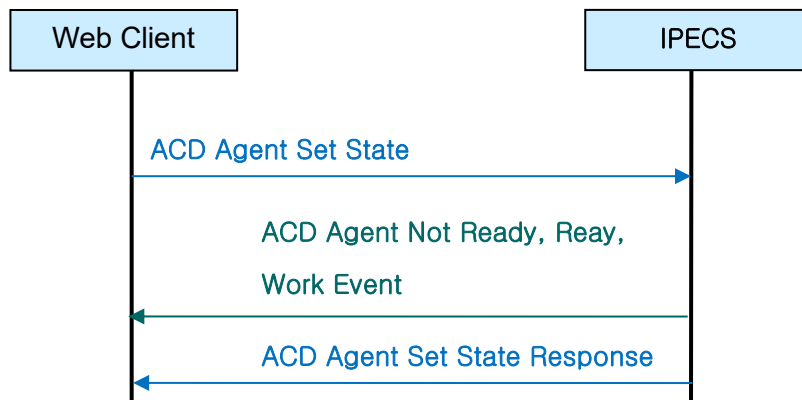 Web Client
IPECS
ACD Agent Set State
ACD Agent Not Ready, Reay,
Work Event
ACD Agent Set State Response